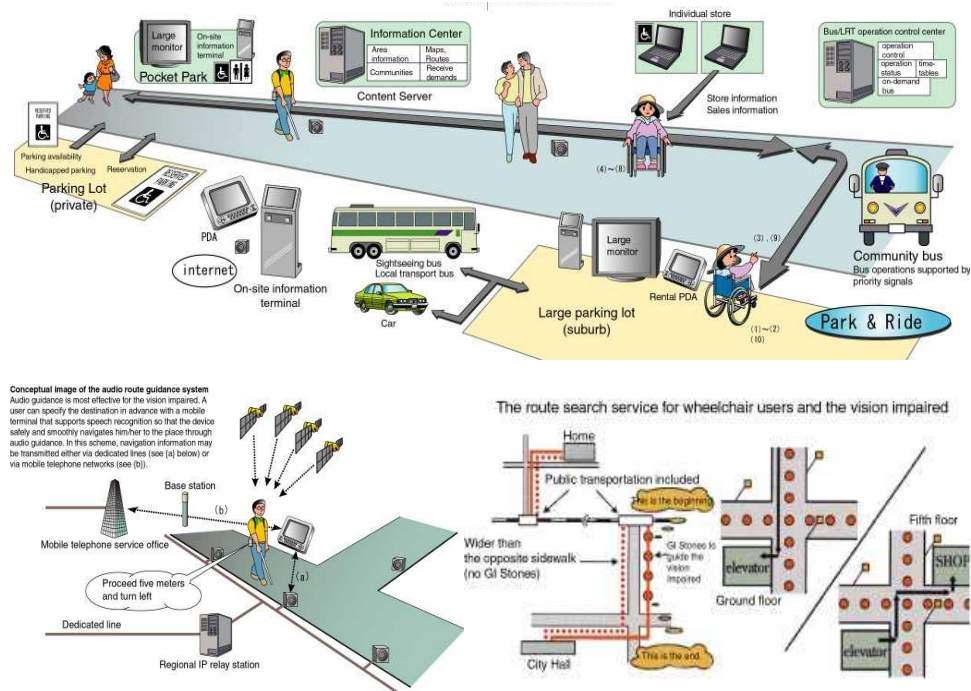 Large
monitor
On-site
information
terminal
Pocket Park
Information Center
Area
information
Maps,
Routes
Communities
Receive
demands
Content Server
Individual store
Store information
Sales information
Bus/LRT operation control center
operation
control
operation
status
time-
tables
on-demand
bus
RESERVED
PARKING
Parking availability
Handicapped parking
Reservation
RESERVED
PARKING
Parking Lot
(private)
PDA
internet
On-site information
terminal
Sightseeing bus
Local transport bus
Car
(4)～(8)
Large
monitor
Rental PDA
(3) , (9)
(1)～(2)
(10)
Large parking lot
(suburb)
Community bus
Bus operations supported by
priority signals
Park & Ride
Conceptual image of the audio route guidance system
Audio guidance is most effective for the vision impaired. A
user can specify the destination in advance with a mobile
terminal that supports speech recognition so that the device
safely and smoothly navigates him/her to the place through
audio guidance. In this scheme, navigation information may
be transmitted either via dedicated lines (see {a) below) or
via mobile telephone networks (see (b)).
Base station
(b)
Mobile telephone service office
(a)
Proceed five meters
and turn left
Dedicated line
Regional IP relay station
The route search service for wheelchair users and the vision impaired
Home
Public transportation included
This is the beginning
Wider than
the opposite sidewalk
(no GI Stones)
GI Stones to
guide the
vision
impaired
City Hall
This is the end
elevator
Ground floor
Fifth floor
SHOP
elevator